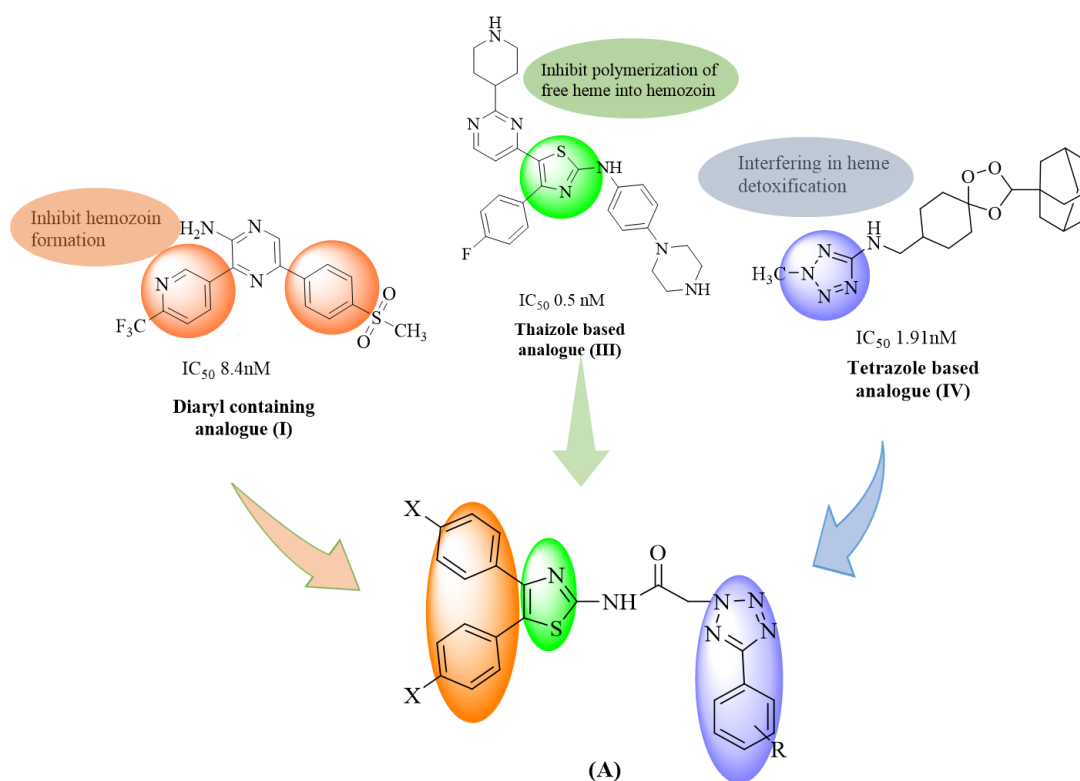 Inhibit hemozoin
formation
H₂N
N
N
N
F₃C
S
O
O
CH₃
IC₅₀ 8.4nM
Diaryl containing
analogue (I)
H
N
N
N
S
N
NH
F
N
N
NH
Inhibit polymerization of
free heme into hemozoin
IC₅₀ 0.5 nM
Thaizole based
analogue (III)
Interfering in heme
detoxification
O
O
O
H
N
H₃C
N
N
N
N
IC₅₀ 1.91nM
Tetrazole based
analogue (IV)
X
X
N
S
NH
O
N
N
N
N
R
(A)